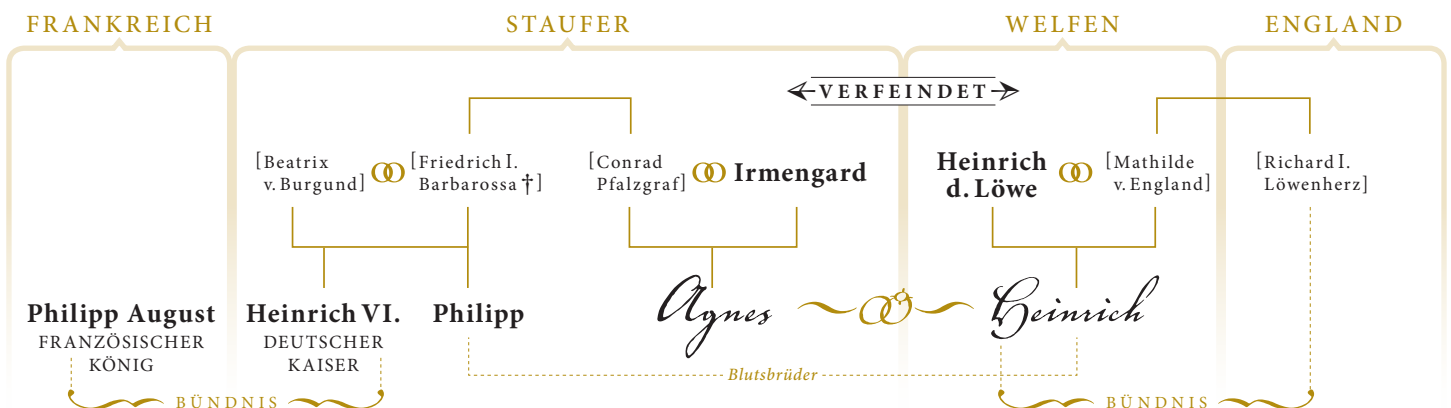 FRANKREICH STAUFER WELFEN ENGLAND
VERFEINDET
[Beatrix
v. Burgund]
[Friedrich I.
Barbarossa †]
[Conrad
Pfalzgraf]
Irmengard
Heinrich
d. Löwe
[Mathilde
v. England]
[Richard I.
Löwenherz]
Philipp August
FRANZÖSISCHER
KÖNIG
Heinrich VI.
DEUTSCHER
KAISER
Philipp
Agnes
Heinrich
Blutsbrüder
BÜNDNIS
BÜNDNIS